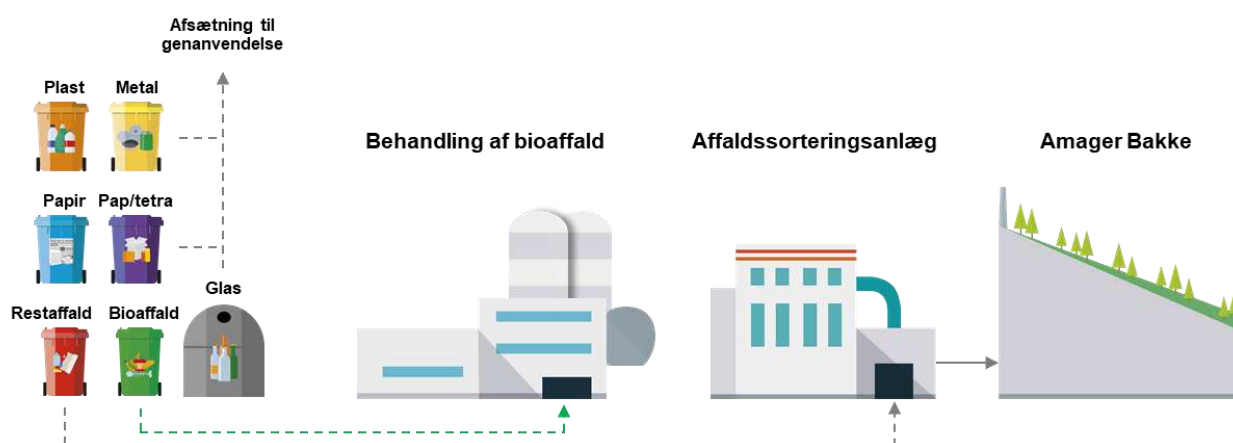 Afsætning til
genanvendelse
Plast
Metal
Behandling af bioaffald
Affaldssorteringsanlæg
Amager Bakke
Papir
Pap/tetra
Glas
Restaffald
Bioaffald